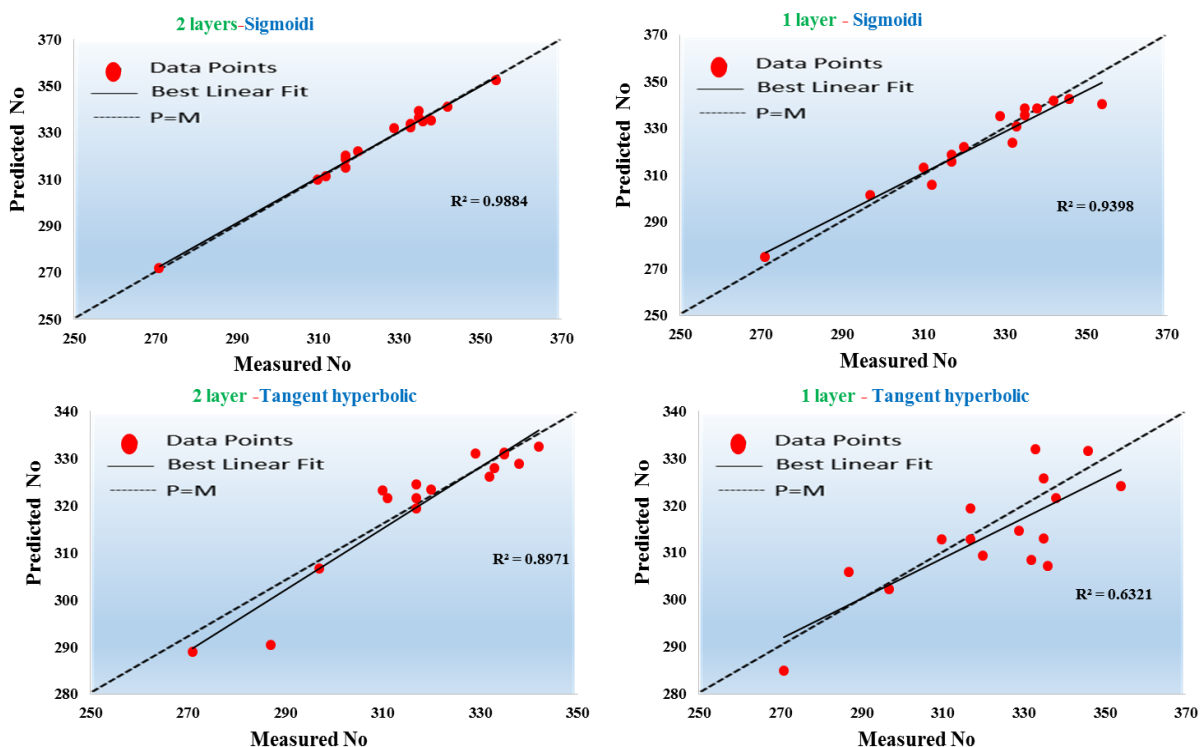 2 layers-Sigmoidi
370
350
330
310
290
270
250
Predicted No
Data Points
Best Linear Fit
P=M
R² = 0.9884
250 270 290 310 330 350 370
Measured No
1 layer - Sigmoidi
370
350
330
310
290
270
250
Predicted No
Data Points
Best Linear Fit
P=M
R² = 0.9398
250 270 290 310 330 350 370
Measured No
2 layer -Tangent hyperbolic
340
330
320
310
300
290
280
Predicted No
Data Points
Best Linear Fit
P=M
R² = 0.8971
250 270 290 310 330 350
Measured No
1 layer - Tangent hyperbolic
340
330
320
310
300
290
280
Predicted No
Data Points
Best Linear Fit
P=M
R² = 0.6321
250 270 290 310 330 350 370
Measured No